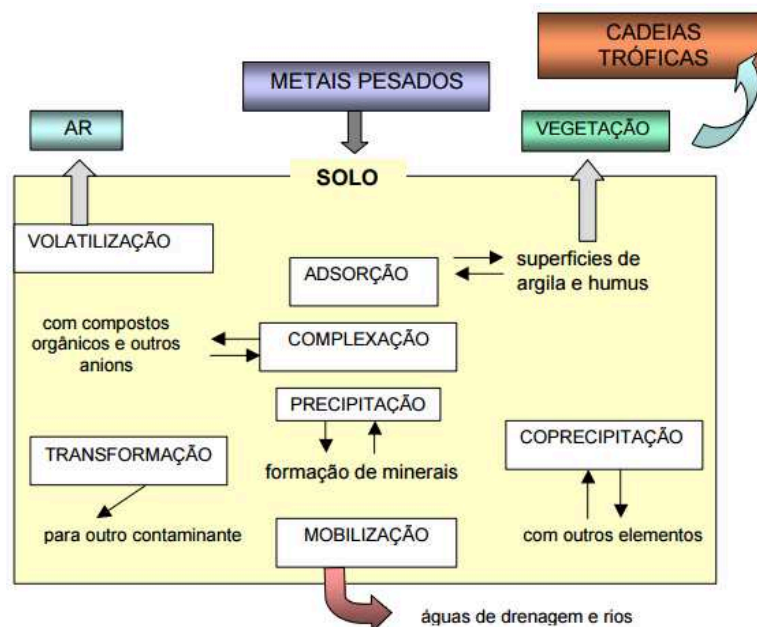 CADEIAS
TRÓFICAS
METAIS PESADOS
AR
VEGETAÇÃO
SOLO
VOLATILIZAÇÃO
ADSORÇÃO
superficies de
argila e humus
com compostos
orgânicos e outros
anions
COMPLEXAÇÃO
PRECIPITAÇÃO
COPRECIPITAÇÃO
TRANSFORMAÇÃO
formação de minerais
para outro contaminante
MOBILIZAÇÃO
com outros elementos
águas de drenagem e rios